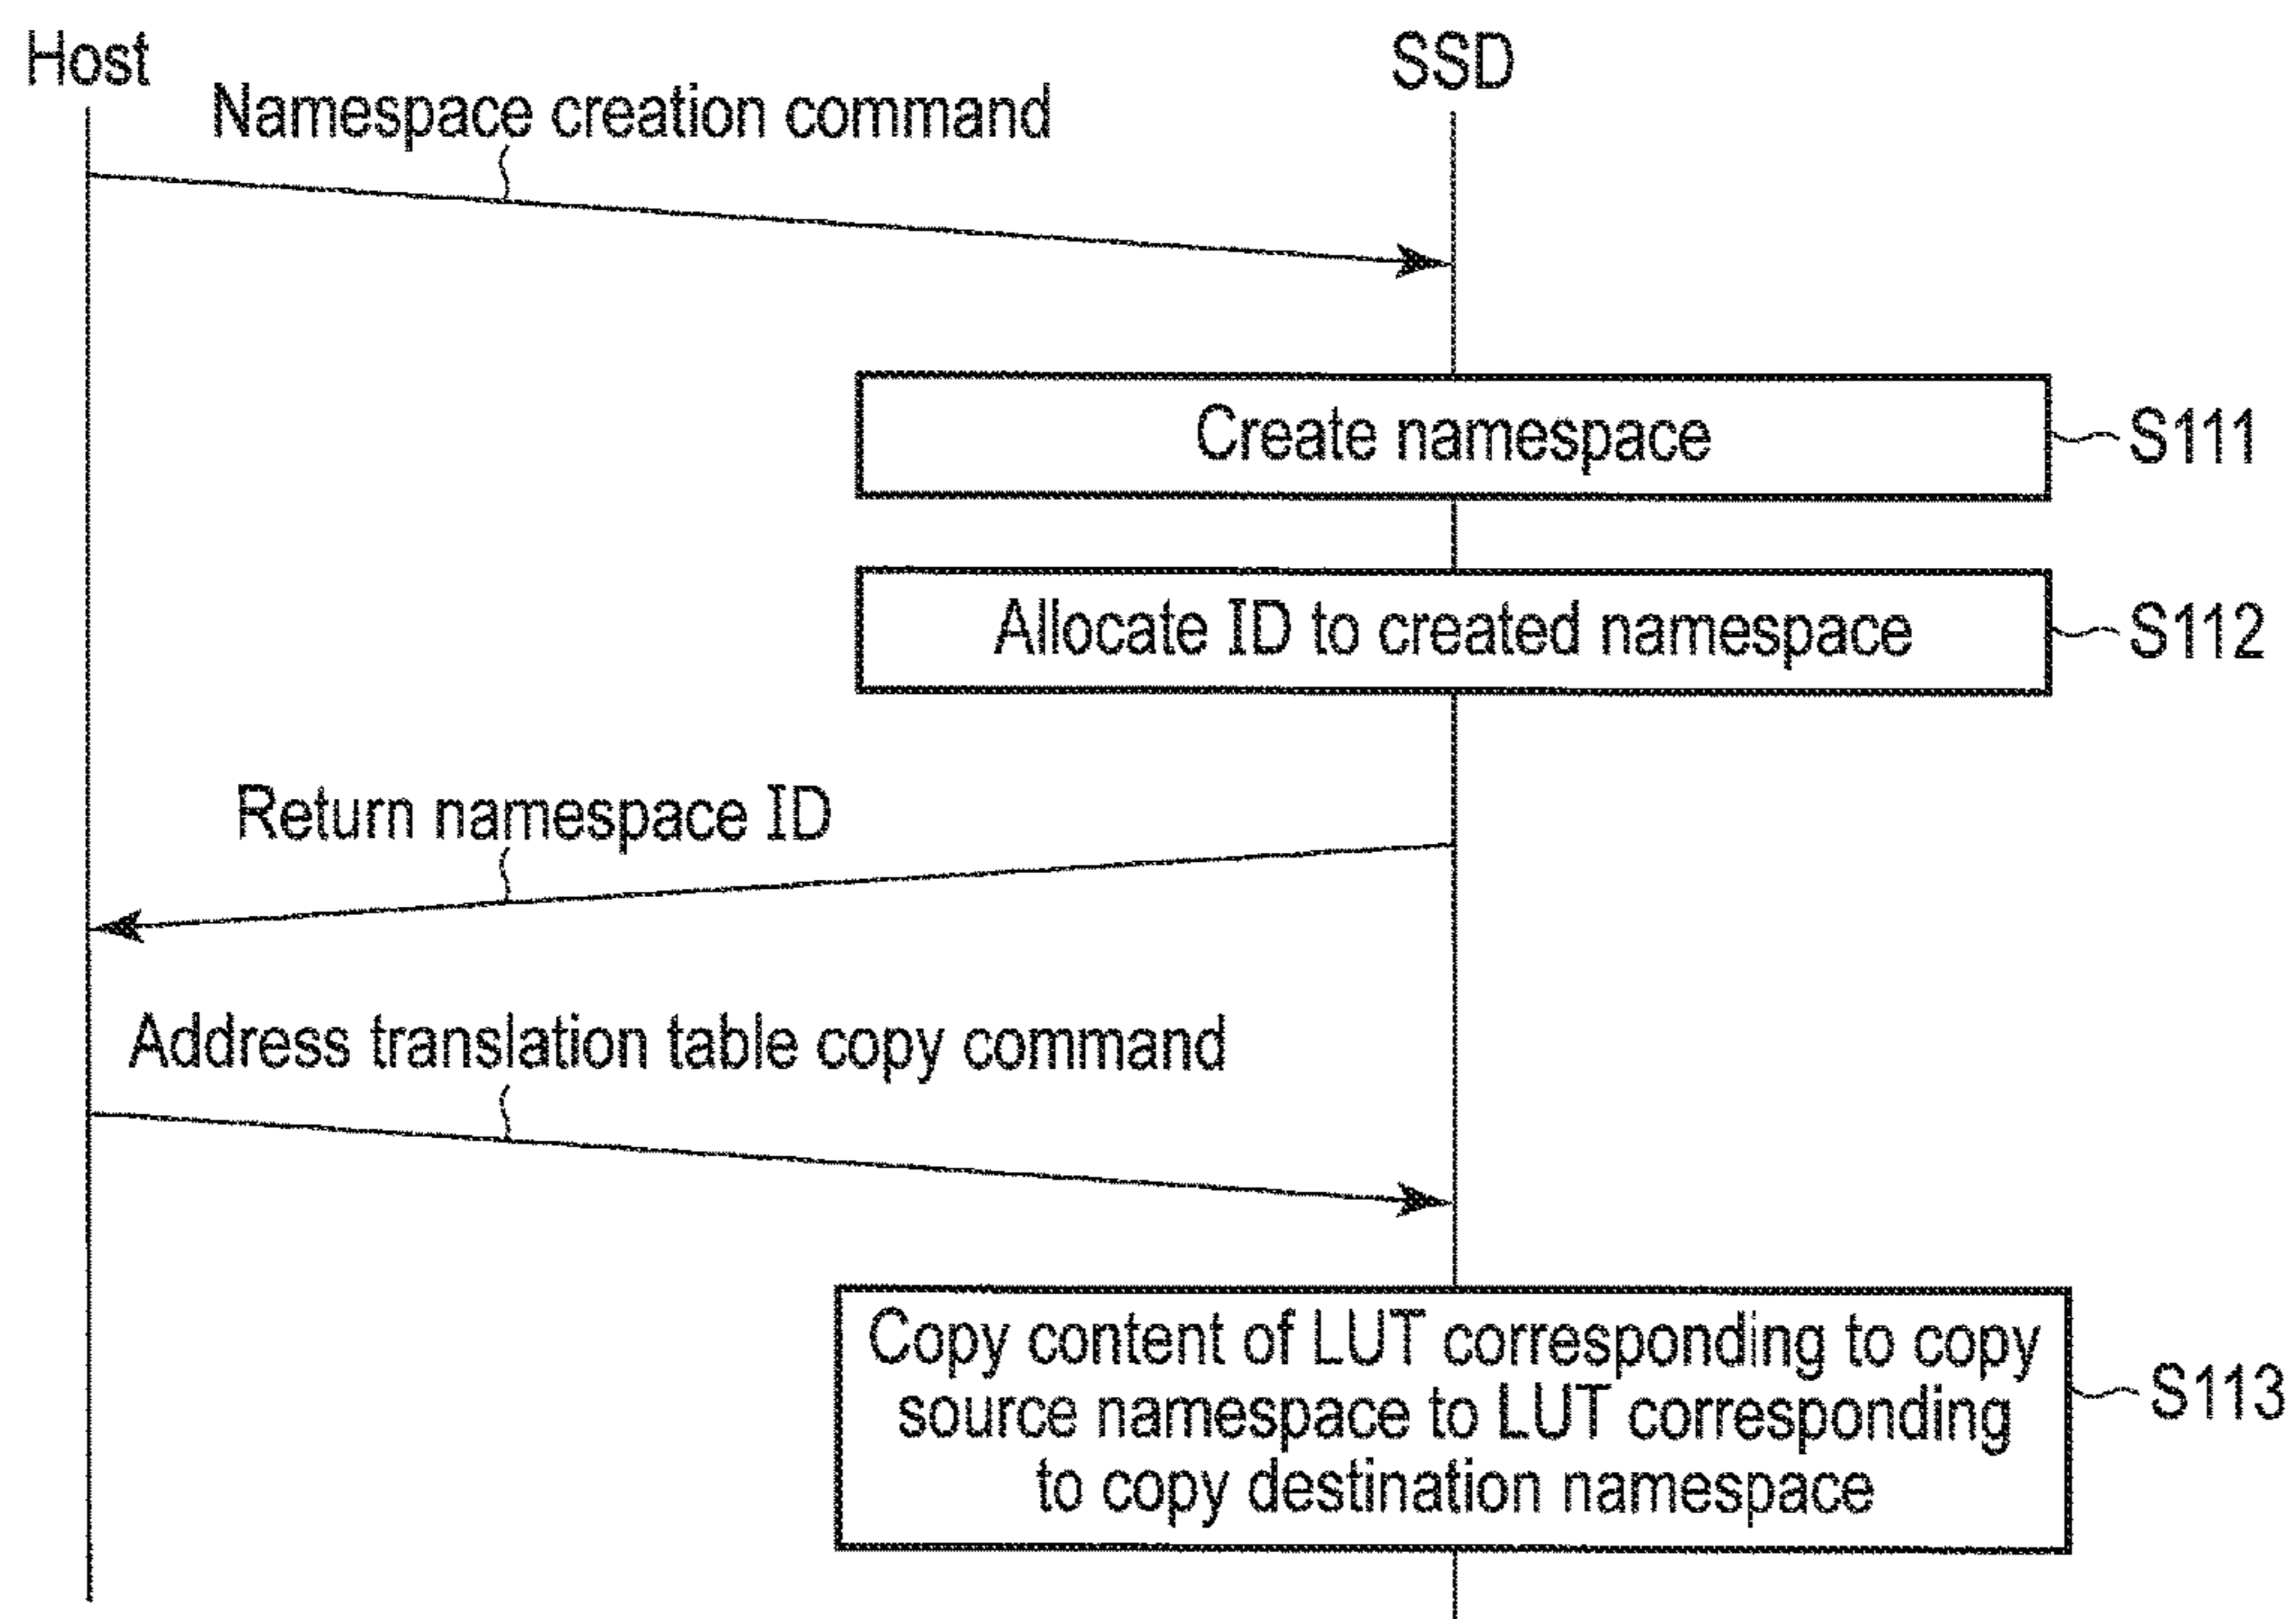 Host
SSD
Namespace creation command
Create namespace
S111
Allocate ID to created namespace
S112
Return namespace ID
Address translation table copy command
Copy content of LUT corresponding to copy
source namespace to LUT corresponding
to copy destination namespace
S113